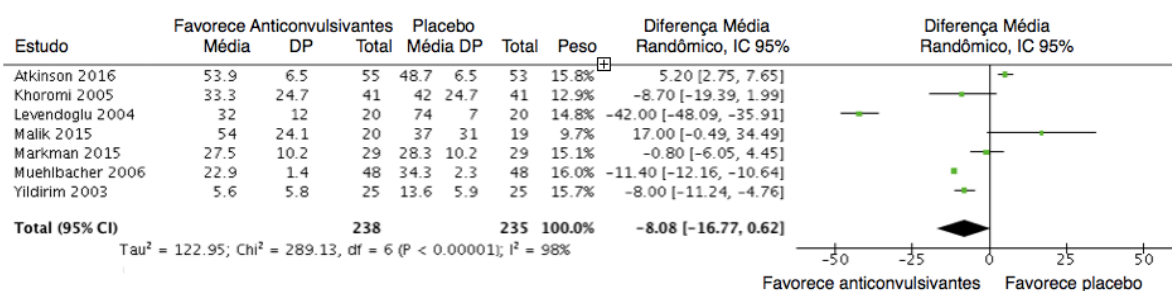 Favorece Anticonvulsivantes Placebo Diferença Média Diferença Média
Estudo Média DP Total Média DP Total Peso Randômico, IC 95% Randômico, IC 95%
Atkinson 2016 53.9 6.5 55 48.7 6.5 53 15.8% 5.20 [2.75, 7.65]
Khoromi 2005 33.3 24.7 41 42 24.7 41 12.9% -8.70 [-19.39, 1.99]
Levendoglu 2004 32 12 20 74 7 20 14.8% -42.00 [-48.09, -35.91]
Malik 2015 54 24.1 20 37 31 19 9.7% 17.00 [-0.49, 34.49]
Markman 2015 27.5 10.2 29 28.3 10.2 29 15.1% -0.80 [-6.05, 4.45]
Muehlbacher 2006 22.9 1.4 48 34.3 2.3 48 16.0% -11.40 [-12.16, -10.64]
Yildirim 2003 5.6 5.8 25 13.6 5.9 25 15.7% -8.00 [-11.24, -4.76]
Total (95% CI) 238 235 100.0% -8.08 [-16.77, 0.62]
Tau² = 122.95; Chi² = 289.13, df = 6 (P < 0.00001); I² = 98%
-50 -25 0 25 50
Favorece anticonvulsivantes Favorece placebo